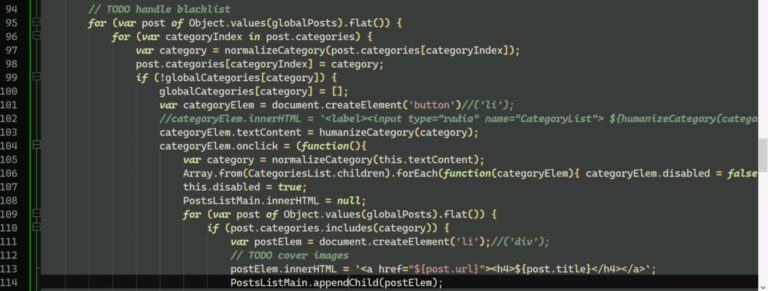 94 // TODO handle blacklist
95 for (var post of Object.values(globalPosts).flat()) {
96 for (var categoryIndex in post.categories) {
97 var category = normalizeCategory(post.categories[categoryIndex]);
98 post.categories[categoryIndex] = category;
99 if (!globalCategories[category]) {
100 globalCategories[category] = [];
101 var categoryElem = document.createElement('button')//('li');
102 //categoryElem.innerHTML = `<label><input type="radio" name="CategoryList"> ${humanizeCategory(catego
103 categoryElem.textContent = humanizeCategory(category);
104 categoryElem.onclick = (function(){
105 var category = normalizeCategory(this.textContent);
106 Array.from(CategoriesList.children).forEach(function(categoryElem){ categoryElem.disabled = false
107 this.disabled = true;
108 PostsListMain.innerHTML = null;
109 for (var post of Object.values(globalPosts).flat()) {
110 if (post.categories.includes(category)) {
111 var postElem = document.createElement('li');//('div');
112 // TODO cover images
113 postElem.innerHTML = `<a href="${post.url}"><h4>${post.title}</h4></a>`;
114 PostsListMain.appendChild(postElem);